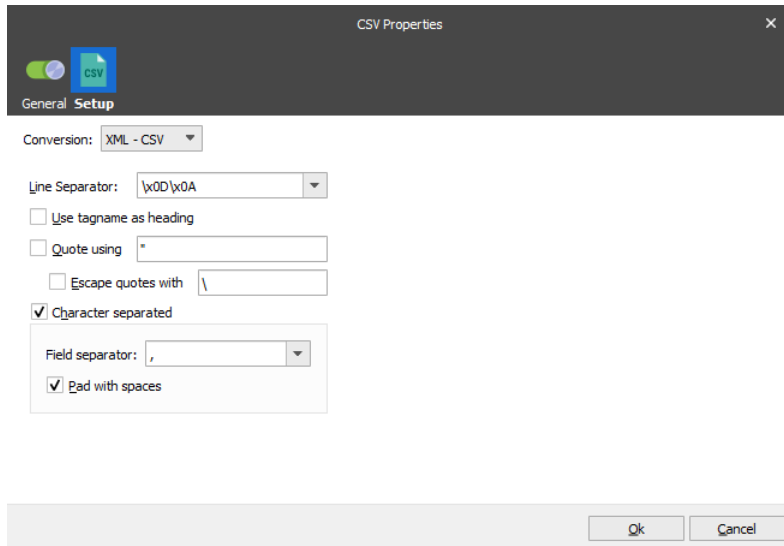 CSV Properties
CSV
General Setup
Conversion: XML - CSV
Line Separator: \x0D\x0A
Use tagname as heading
Quote using "
Escape quotes with \
Character separated
Field separator: ,
Pad with spaces
Ok Cancel